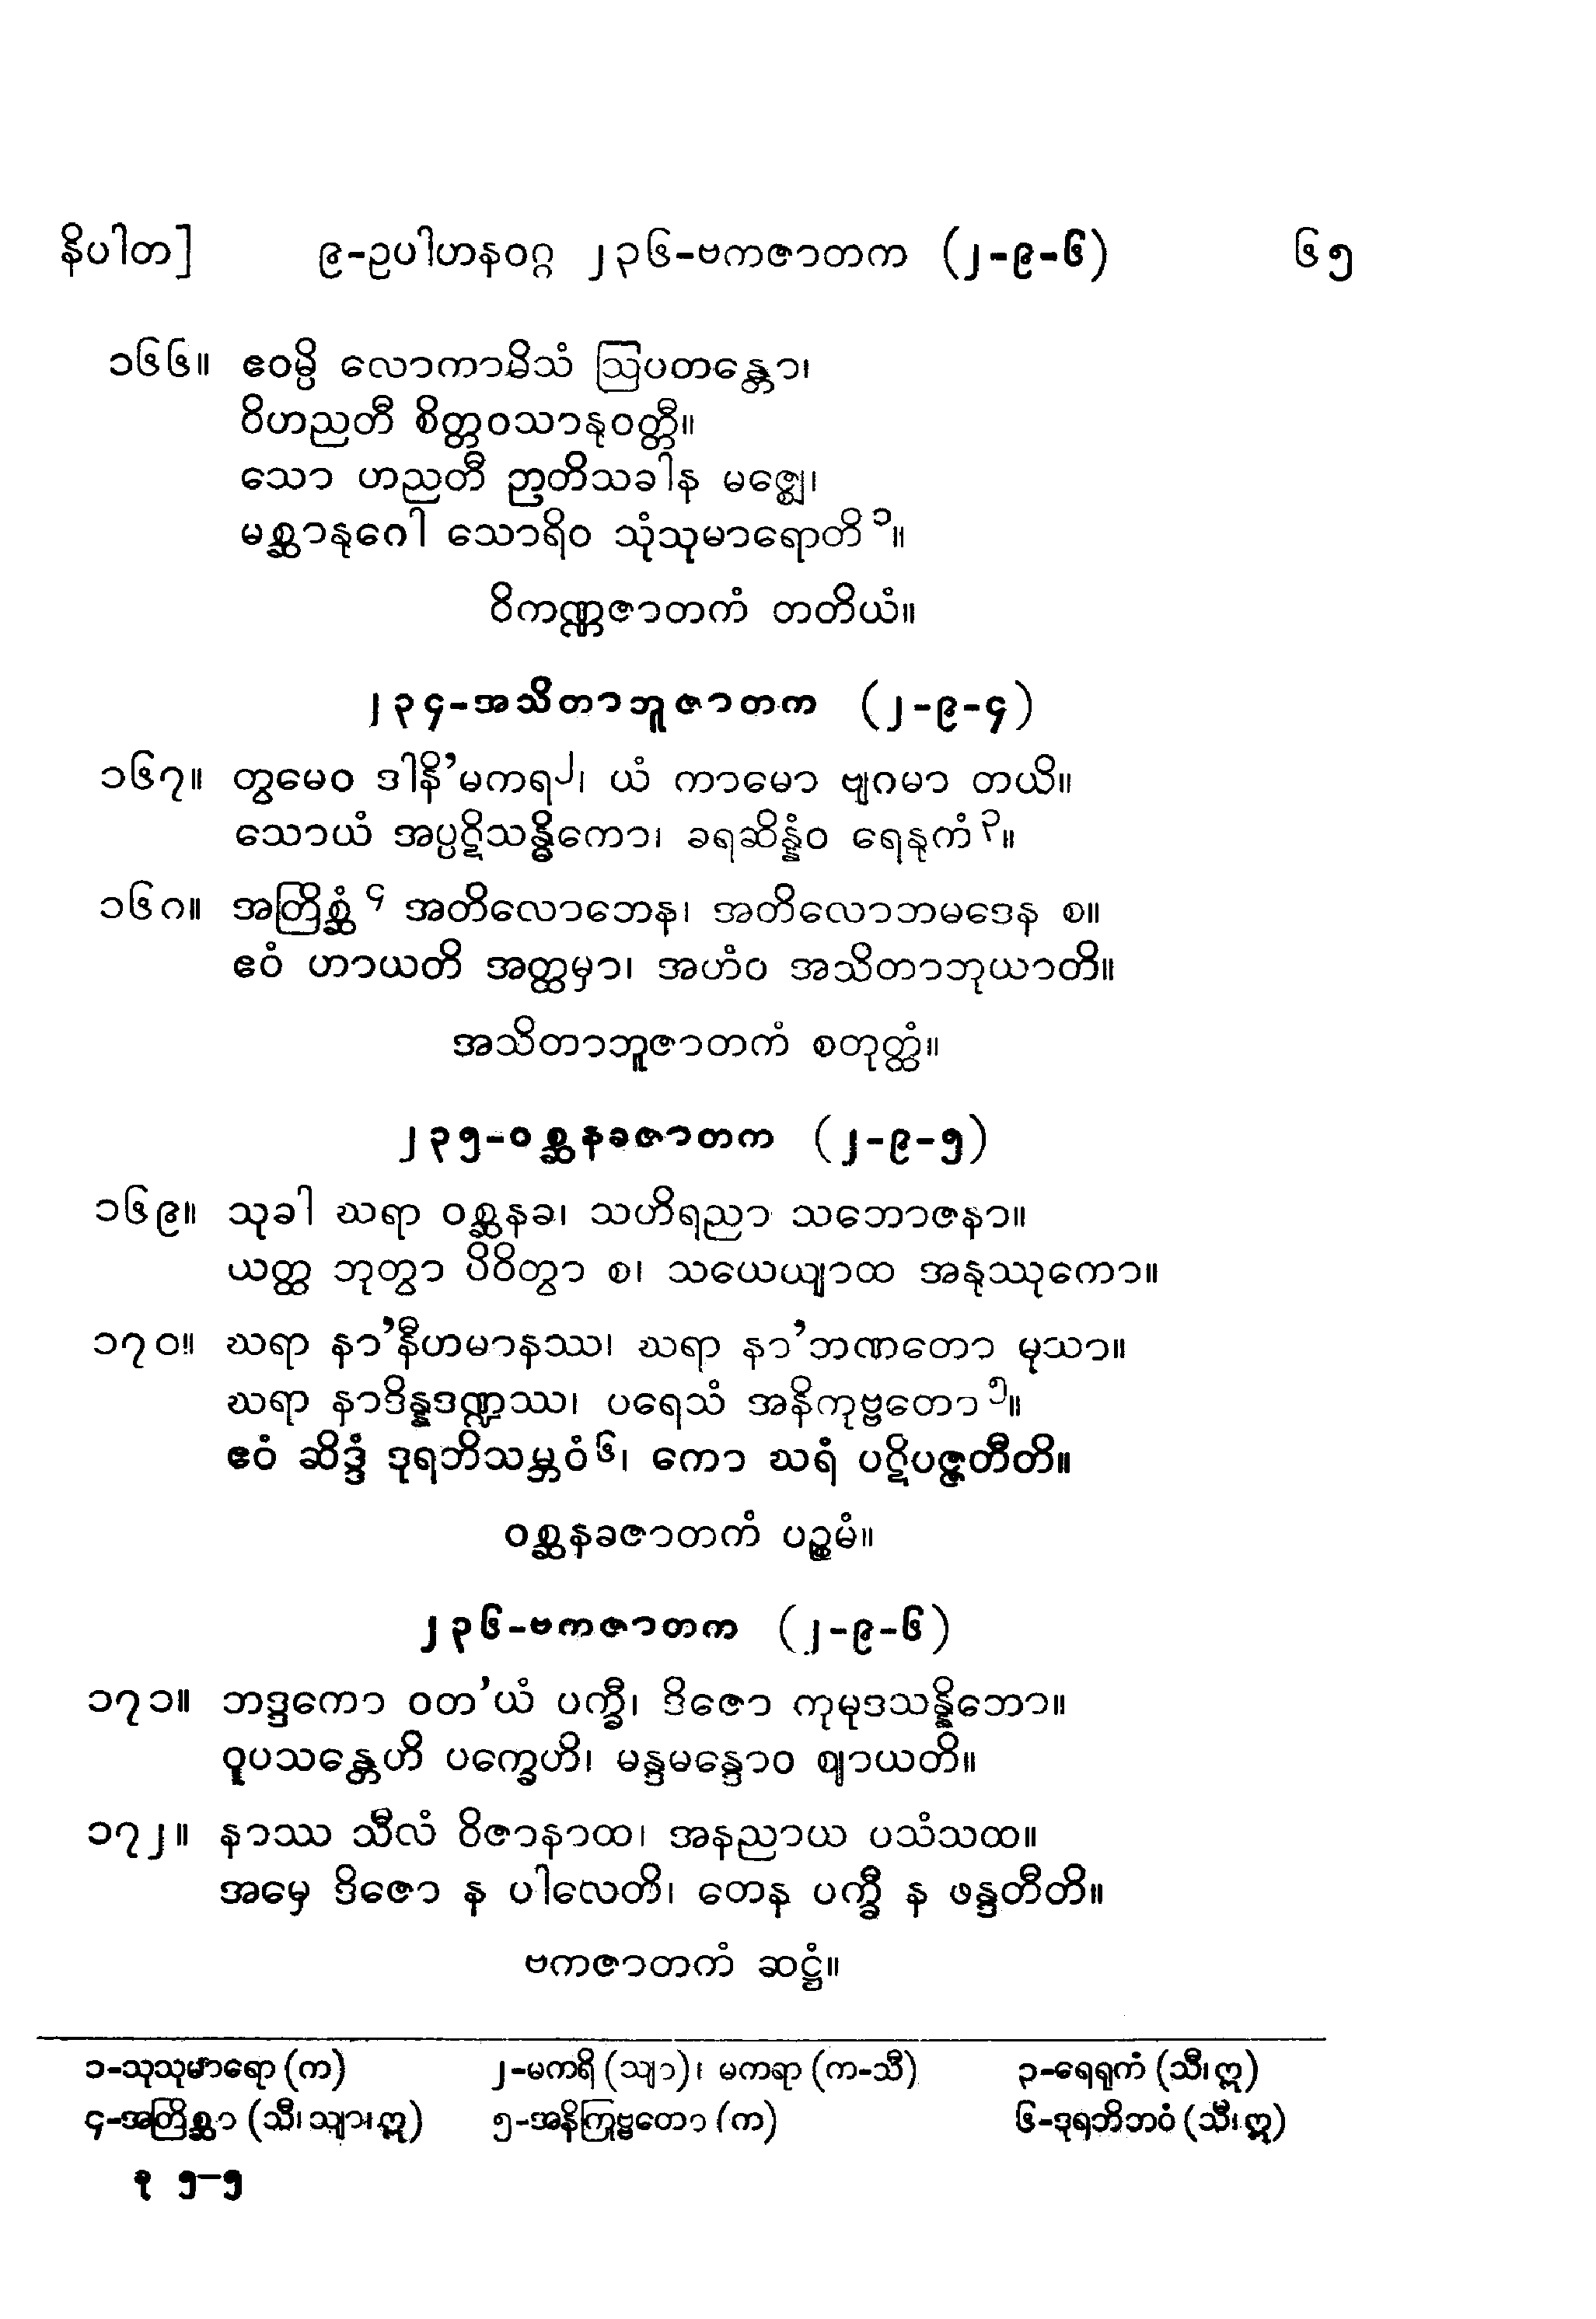 နိပါတ] ၉-ဥပါဟနဝဂ္ဂ ၂၃၆-ဗကဇာတက (၂-၉-၆) ၆၅
၁၆၆။ ဧဝမ္ပိ လောကာမိသံ ဩပတန္တော၊
ဝိဟညတီ စိတ္တဝသာနုဝတ္တီ။
သော ဟညတီ ဉာတိသခါန မဇ္ဈေ၊
မစ္ဆာနုဂေါ သောရိဝ သုံသုမာရောတိ ၁။
ဝိကဏ္ဏဇာတကံ တတိယံ။
၂၃၄-အသိတာဘူဇာတက (၂-၉-၄)
၁၆၇။ တွမေဝ ဒါနိ’မကရ ၂၊ ယံ ကာမော ဗျဂမာ တယိ။
သောယံ အပ္ပဋိသန္ဓိကော၊ ခရဆိန္နံဝ ရေနုကံ ၃။
၁၆၈။ အတြိစ္ဆံ ၄ အတိလောဘေန၊ အတိလောဘမဒေန စ။
ဧဝံ ဟာယတိ အတ္ထမှာ၊ အဟံဝ အသိတာဘုယာတိ။
အသိတာဘူဇာတကံ စတုတ္ထံ။
၂၃၅-ဝစ္ဆနခဇာတက (၂-၉-၅)
၁၆၉။ သုခါ ဃရာ ဝစ္ဆနခ၊ သဟိရညာ သဘောဇနာ။
ယတ္ထ ဘုတွာ ပိဝိတွာ စ၊ သယေယျာထ အနုဿုကော။
၁၇၀။ ဃရာ နာ’နီဟမာနဿ၊ ဃရာ နာ’ဘဏတော မုသာ။
ဃရာ နာဒိန္နဒဏ္ဍဿ၊ ပရေသံ အနိကုဗ္ဗတော ၅။
ဧဝံ ဆိဒ္ဒံ ဒုရဘိသမ္ဘဝံ ၆၊ ကော ဃရံ ပဋိပဇ္ဇတီတိ။
ဝစ္ဆနခဇာတကံ ပဉ္စမံ။
၂၃၆-ဗကဇာတက (၂-၉-၆)
၁၇၁။ ဘဒ္ဒကော ဝတ’ယံ ပက္ခီ၊ ဒိဇော ကုမုဒသန္နိဘော။
ဝူပသန္တေဟိ ပက္ခေဟိ၊ မန္ဒမန္ဒောဝ ဈာယတိ။
၁၇၂။ နာဿ သီလံ ဝိဇာနာထ၊ အနညာယ ပသံသထ။
အမှေ ဒိဇော န ပါလေတိ၊ တေန ပက္ခီ န ဖန္ဒတီတိ။
ဗကဇာတကံ ဆဋ္ဌံ။
၁-သုသုမာရော (က) ၂-မကရိ (သျာ)၊ မကရာ (က-သီ) ၃-ရေရုကံ (သီ၊ ဣ)
၄-အတြိစ္ဆာ (သီ၊ သျာ၊ ဣ) ၅-အနိကြုဗ္ဗတော (က) ၆-ဒုရဘိဘဝံ (သီ၊ ဣ)
ခု ၅-၅